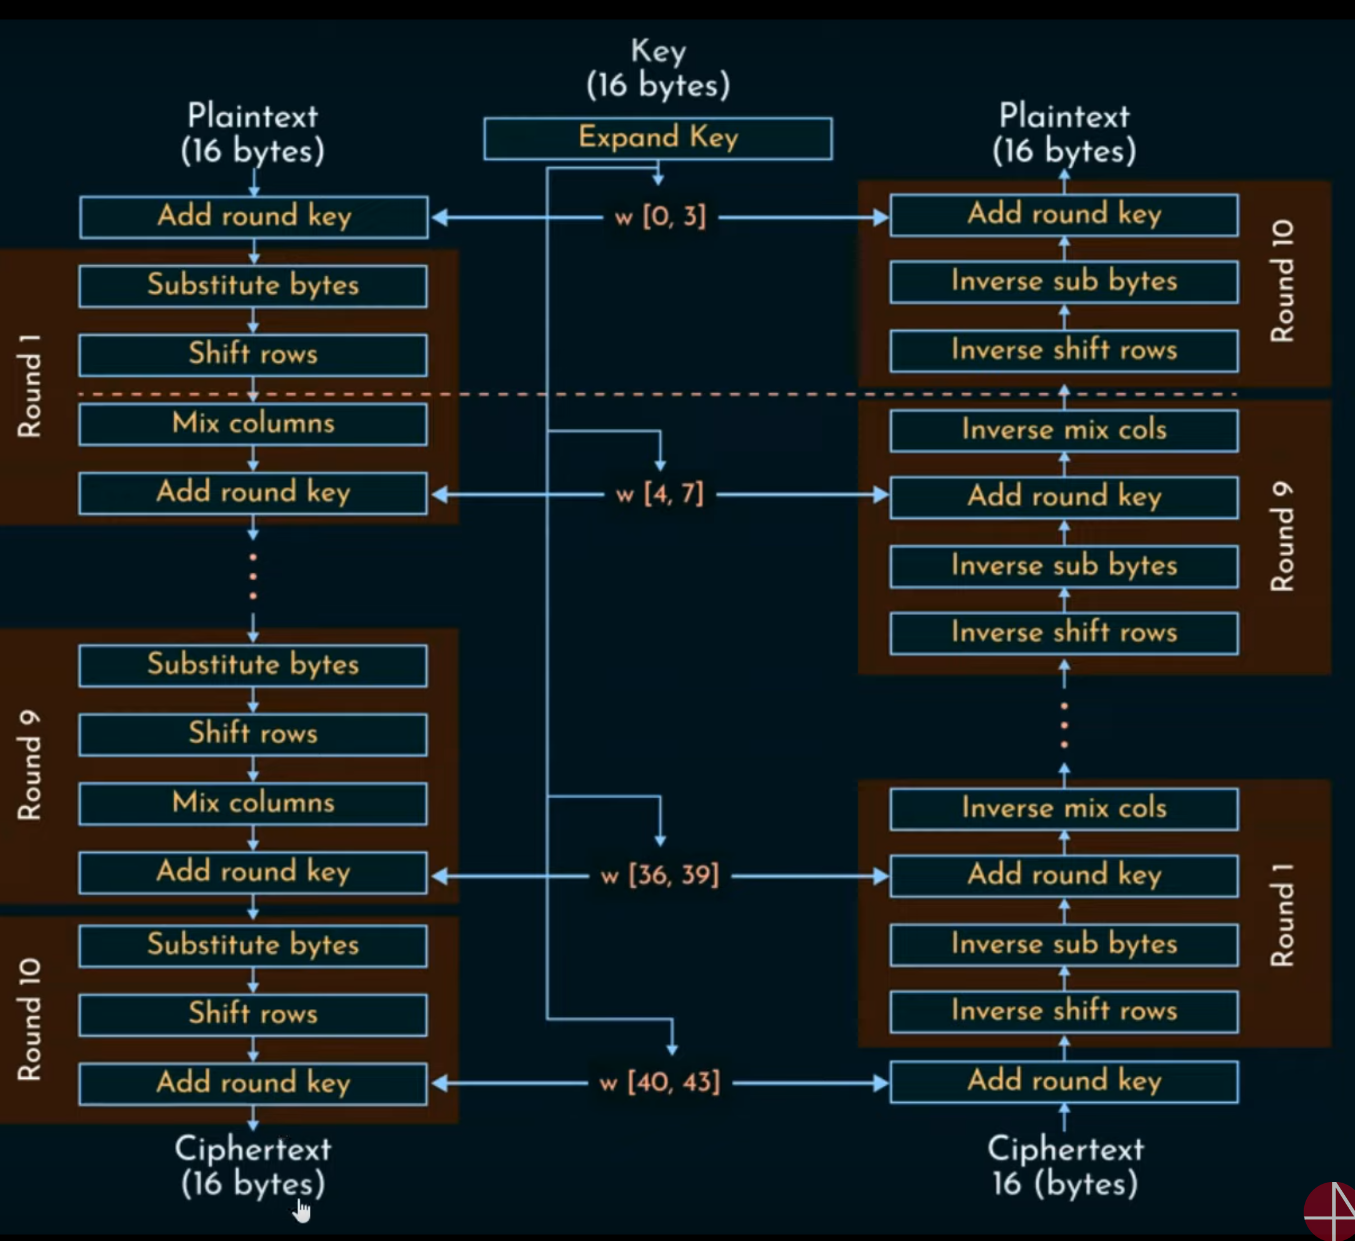 Key
(16 bytes)
Expand Key
Plaintext
(16 bytes)
Add round key
Round 1
Substitute bytes
Shift rows
Mix columns
Add round key
Round 9
Substitute bytes
Shift rows
Mix columns
Add round key
Round 10
Substitute bytes
Shift rows
Add round key
Ciphertext
(16 bytes)
w [0, 3]
w [4, 7]
w [36, 39]
w [40, 43]
Plaintext
(16 bytes)
Add round key
Inverse sub bytes
Inverse shift rows
Round 10
Inverse mix cols
Add round key
Inverse sub bytes
Inverse shift rows
Round 9
Inverse mix cols
Add round key
Inverse sub bytes
Inverse shift rows
Round 1
Add round key
Ciphertext
16 (bytes)